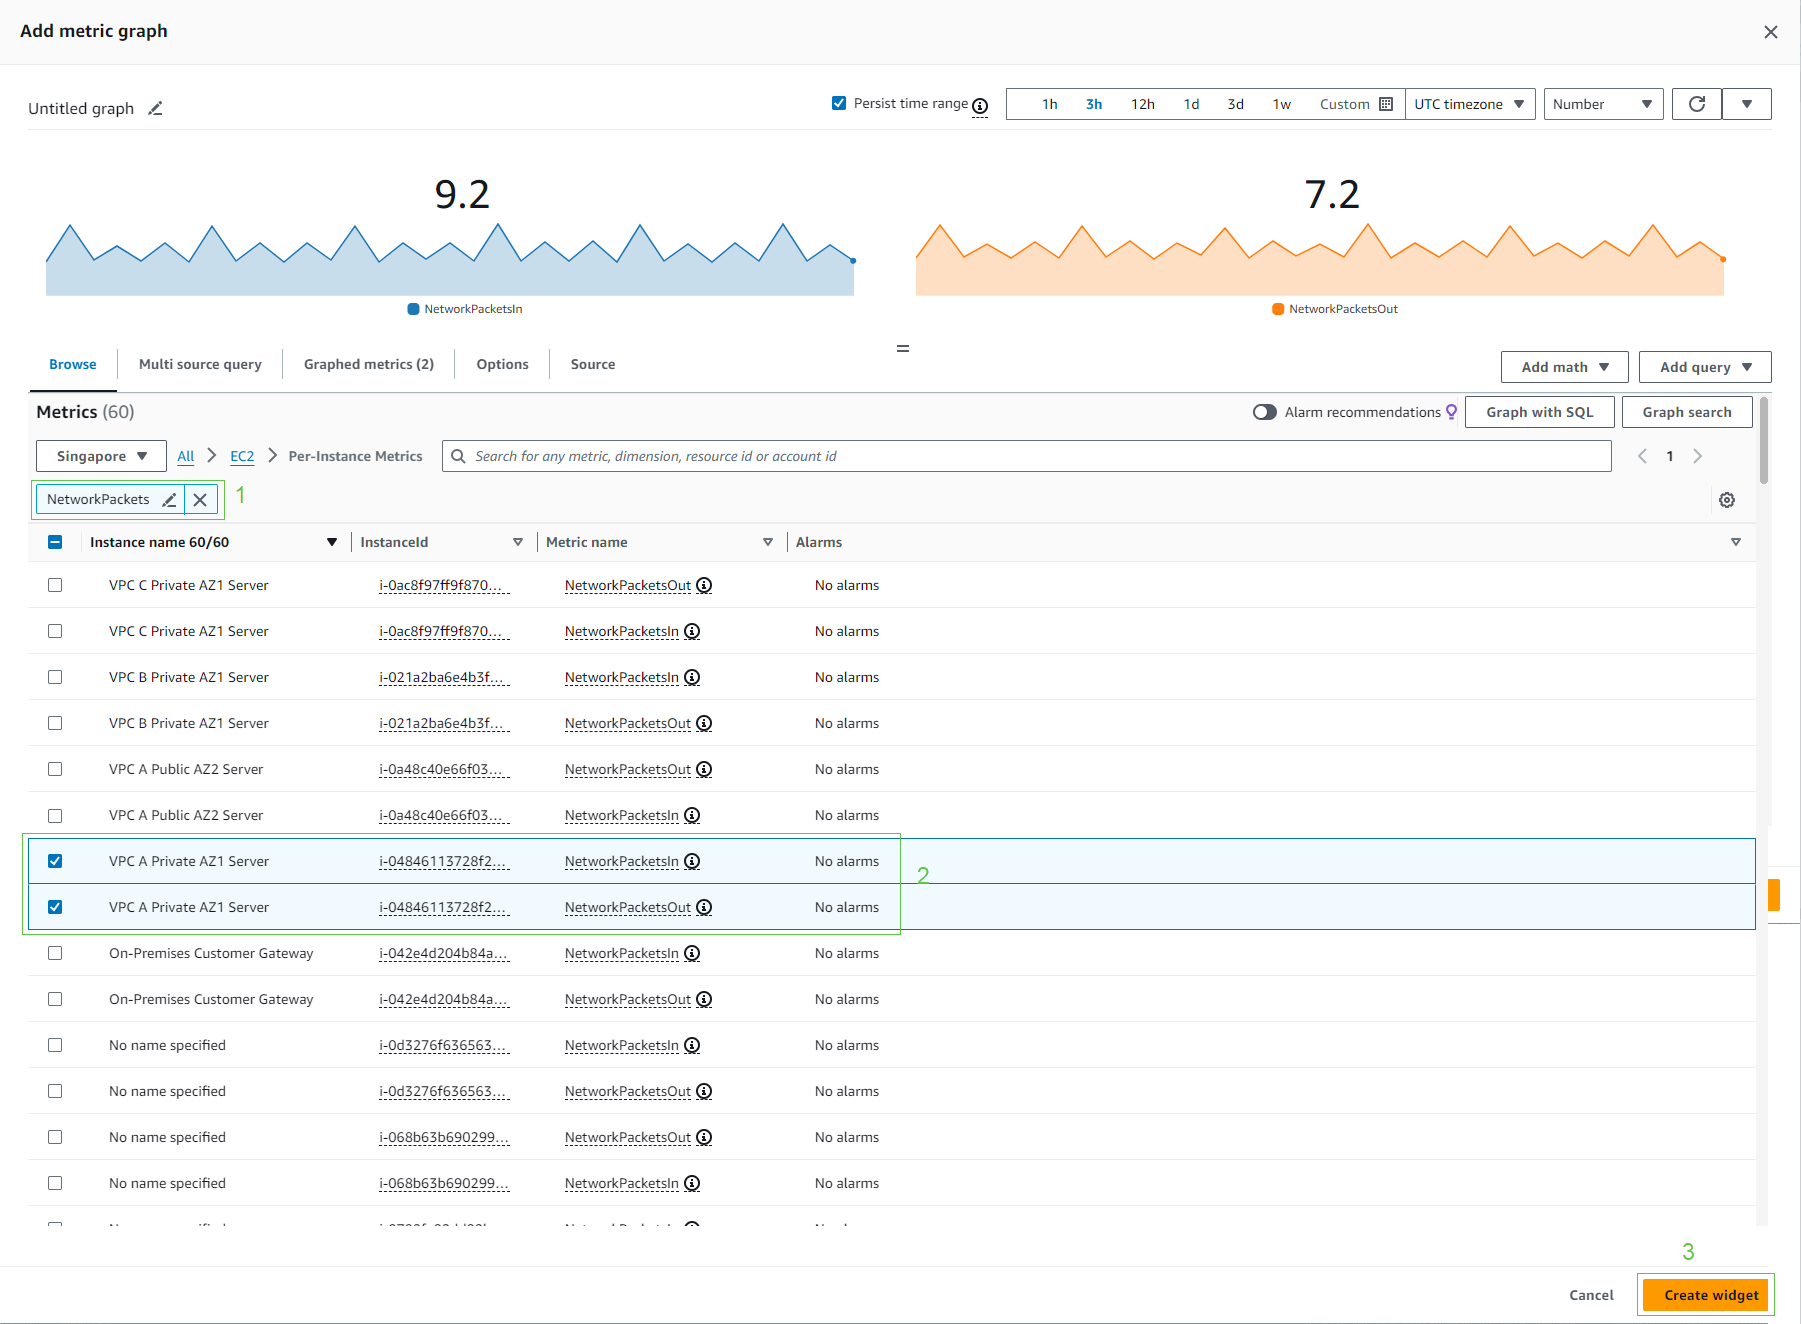 Add metric graph
Untitled graph
Persist time range 1h 3h 12h 1d 3d 1w Custom UTC timezone Number
9.2 7.2
NetworkPacketsIn NetworkPacketsOut
Browse Multi source query Graphed metrics (2) Options Source Add math Add query
Metrics (60) Alarm recommendations Graph with SQL Graph search
Singapore All EC2 Per-Instance Metrics Search for any metric, dimension, resource id or account id 1
NetworkPackets 1
Instance name 60/60 InstanceId Metric name Alarms
VPC C Private AZ1 Server i-0ac8f97ff9f870... NetworkPacketsOut No alarms
VPC C Private AZ1 Server i-0ac8f97ff9f870... NetworkPacketsIn No alarms
VPC B Private AZ1 Server i-021a2ba6e4b3f... NetworkPacketsIn No alarms
VPC B Private AZ1 Server i-021a2ba6e4b3f... NetworkPacketsOut No alarms
VPC A Public AZ2 Server i-0a48c40e66f03... NetworkPacketsOut No alarms
VPC A Public AZ2 Server i-0a48c40e66f03... NetworkPacketsIn No alarms
VPC A Private AZ1 Server i-04846113728f2... NetworkPacketsIn No alarms
2
VPC A Private AZ1 Server i-04846113728f2... NetworkPacketsOut No alarms
On-Premises Customer Gateway i-042e4d204b84a... NetworkPacketsIn No alarms
On-Premises Customer Gateway i-042e4d204b84a... NetworkPacketsOut No alarms
No name specified i-0d3276f636563... NetworkPacketsIn No alarms
No name specified i-0d3276f636563... NetworkPacketsOut No alarms
No name specified i-068b63b690299... NetworkPacketsOut No alarms
No name specified i-068b63b690299... NetworkPacketsIn No alarms
3
Cancel Create widget